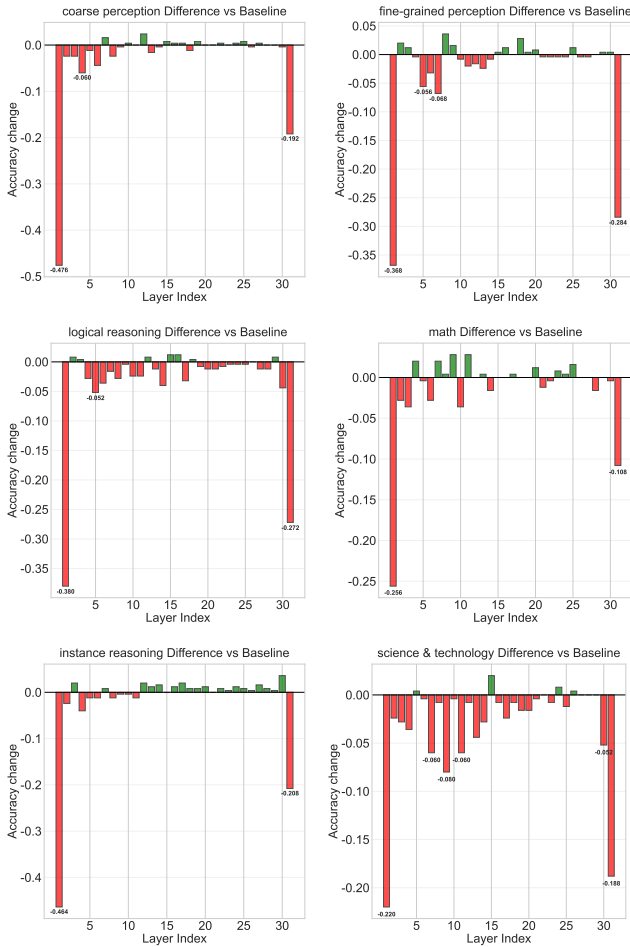 coarse perception Difference vs Baseline
0.0
-0.1
-0.2
-0.3
-0.4
-0.5
Accuracy change
-0.476
-0.060
-0.192
5 10 15 20 25 30
Layer Index
fine-grained perception Difference vs Baseline
0.05
0.00
-0.05
-0.10
-0.15
-0.20
-0.25
-0.30
-0.35
Accuracy change
-0.368
-0.056
-0.068
-0.284
5 10 15 20 25 30
Layer Index
logical reasoning Difference vs Baseline
0.00
-0.05
-0.10
-0.15
-0.20
-0.25
-0.30
-0.35
Accuracy change
-0.380
-0.052
-0.272
5 10 15 20 25 30
Layer Index
math Difference vs Baseline
0.00
-0.05
-0.10
-0.15
-0.20
-0.25
Accuracy change
-0.256
-0.108
5 10 15 20 25 30
Layer Index
instance reasoning Difference vs Baseline
0.0
-0.1
-0.2
-0.3
-0.4
Accuracy change
-0.464
-0.208
5 10 15 20 25 30
Layer Index
science & technology Difference vs Baseline
0.00
-0.05
-0.10
-0.15
-0.20
Accuracy change
-0.220
-0.060
-0.080
-0.060
-0.052
-0.188
5 10 15 20 25 30
Layer Index